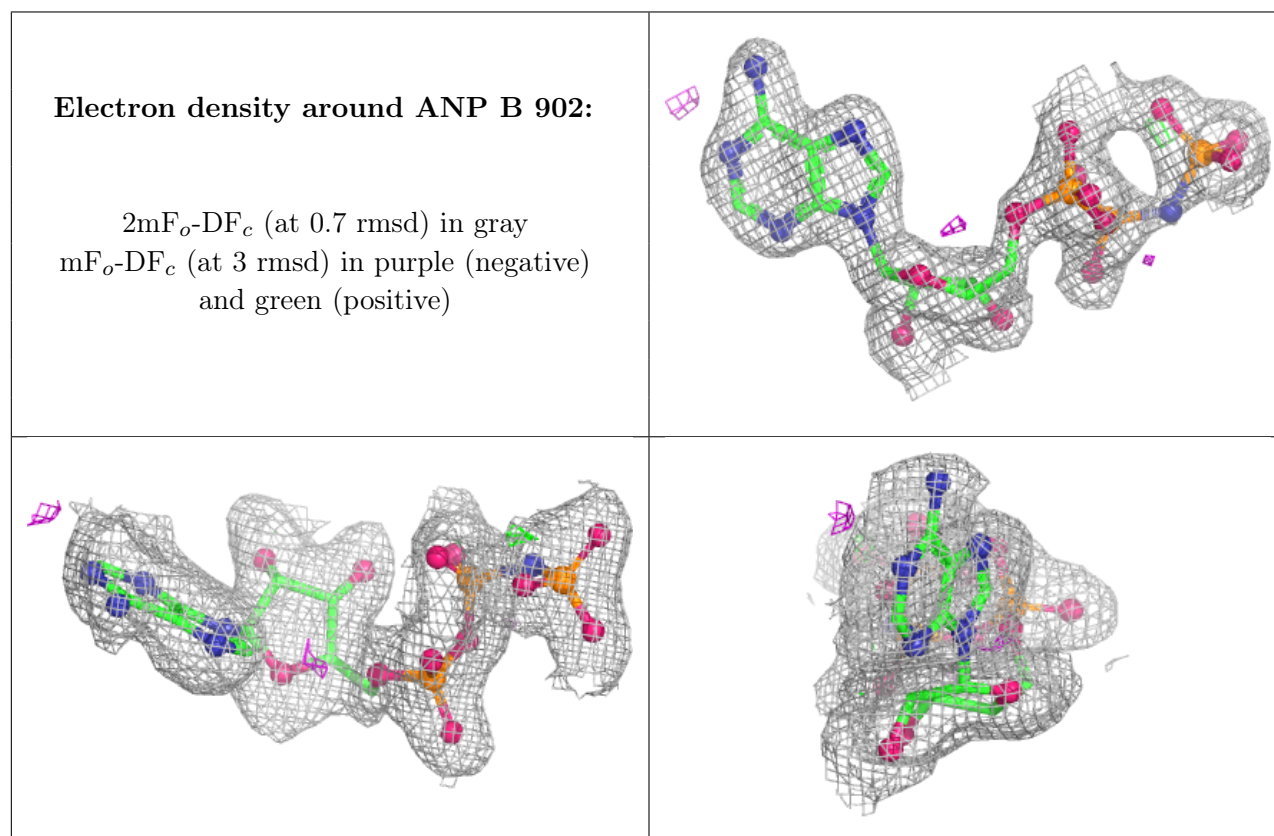 Electron density around ANP B 902:
2mFo-DFc (at 0.7 rmsd) in gray
mFo-DFc (at 3 rmsd) in purple (negative)
and green (positive)